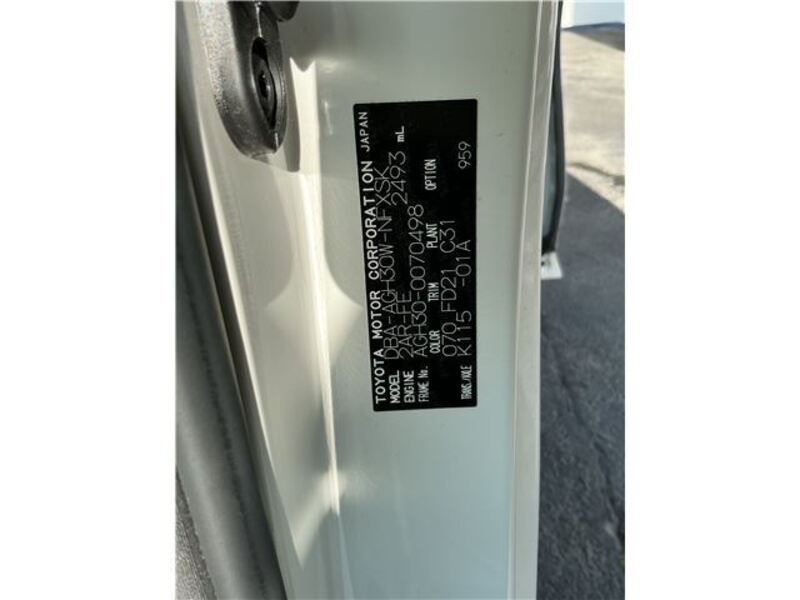 TOYOTA MOTOR CORPORATION JAPAN
MODEL DBA-AGH30W-NFXSK
ENGINE 2AR-FE 2493 mL
FRAME No. AGH30-0070498
COLOR TRIM PLANT OPTION
070 FD21 C31 959
TRANS/AXLE K115 -01A